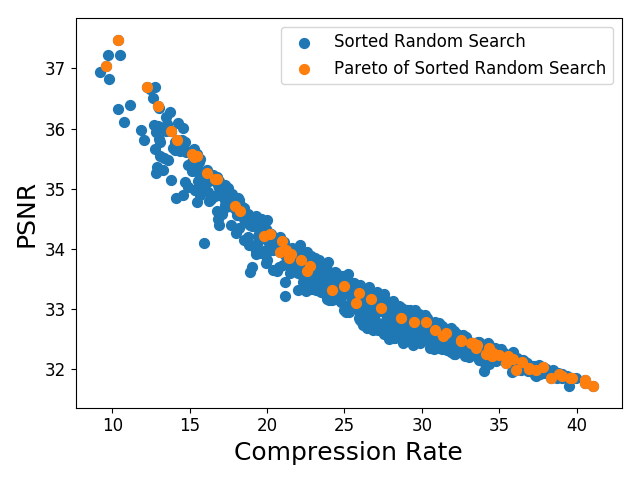 Sorted Random Search
Pareto of Sorted Random Search
37
36
35
34
33
32
PSNR
10 15 20 25 30 35 40
Compression Rate